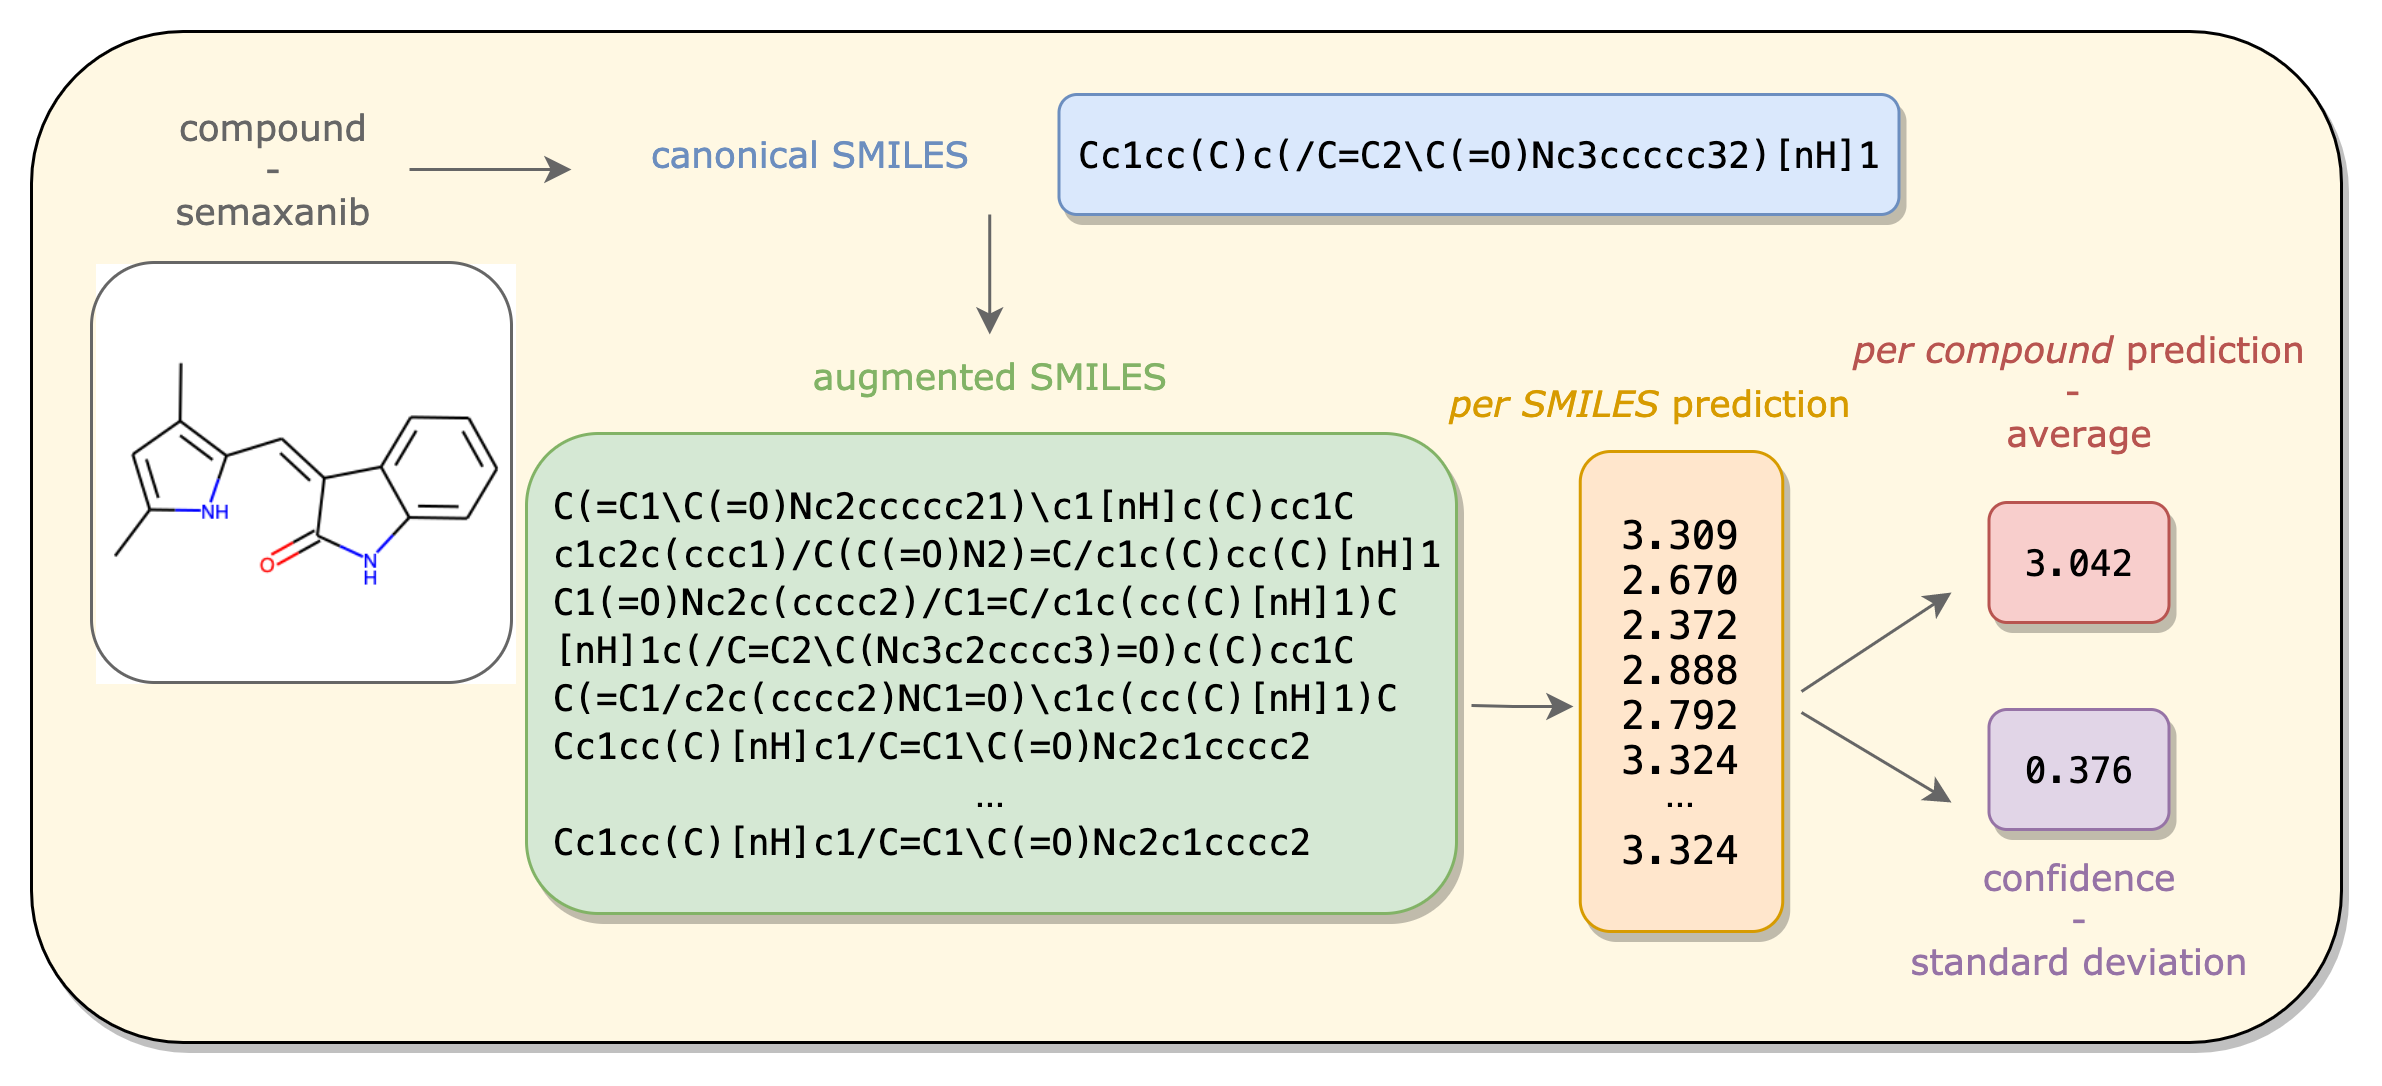 compound
-
semaxanib
canonical SMILES
Cc1cc(C)c(/C=C2\C(=O)Nc3ccccc32)[nH]1
NH
O
N
H
augmented SMILES
C(=C1\C(=O)Nc2ccccc21)\c1[nH]c(C)cc1C
c1c2c(ccc1)/C(C(=O)N2)=C/c1c(C)cc(C)[nH]1
C1(=O)Nc2c(cccc2)/C1=C/c1c(cc(C)[nH]1)C
[nH]1c(/C=C2\C(Nc3c2cccc3)=O)c(C)cc1C
C(=C1/c2c(cccc2)NC1=O)\c1c(cc(C)[nH]1)C
Cc1cc(C)[nH]c1/C=C1\C(=O)Nc2c1cccc2
...
Cc1cc(C)[nH]c1/C=C1\C(=O)Nc2c1cccc2
per SMILES prediction
3.309
2.670
2.372
2.888
2.792
3.324
...
3.324
per compound prediction
-
average
3.042
0.376
confidence
-
standard deviation